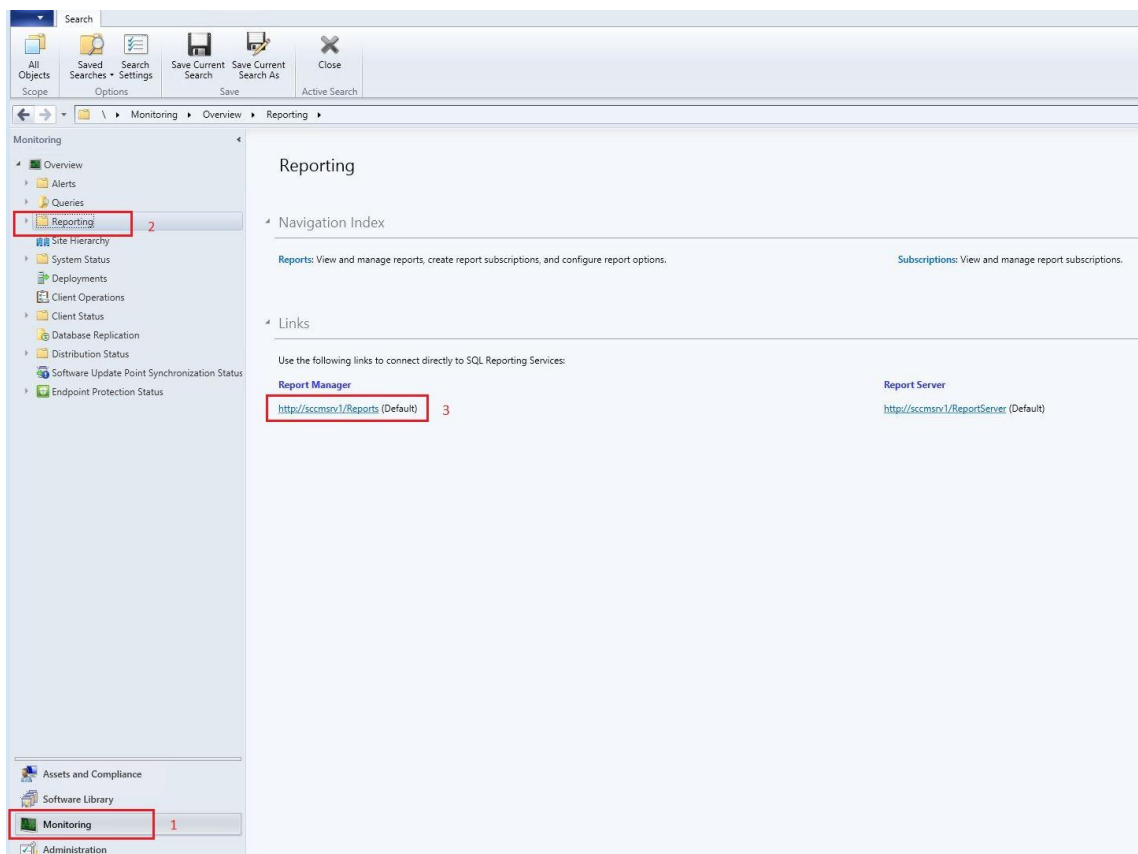 Search
All Objects
Saved Searches
Search Settings
Save Current Search
Save Current Search As
Close
Scope
Options
Save
Active Search
\ Monitoring Overview Reporting
Monitoring
Overview
Alerts
Queries
Reporting
2
Site Hierarchy
System Status
Deployments
Client Operations
Client Status
Database Replication
Distribution Status
Software Update Point Synchronization Status
Endpoint Protection Status
Reporting
Navigation Index
Reports: View and manage reports, create report subscriptions, and configure report options.
Subscriptions: View and manage report subscriptions.
Links
Use the following links to connect directly to SQL Reporting Services:
Report Manager
Report Server
http://sccmsrv1/Reports (Default)
3
http://sccmsrv1/ReportServer (Default)
Assets and Compliance
Software Library
Monitoring
1
Administration